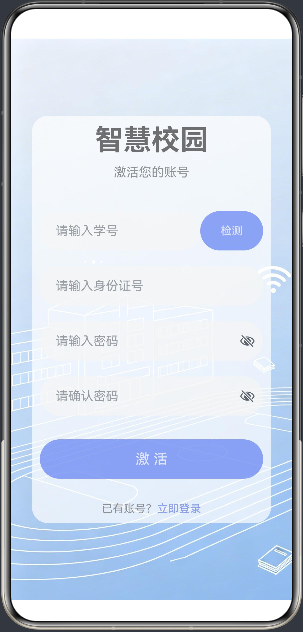 智慧校园
激活您的账号
请输入学号 检测
请输入身份证号
请输入密码
请确认密码
激 活
已有账号？立即登录